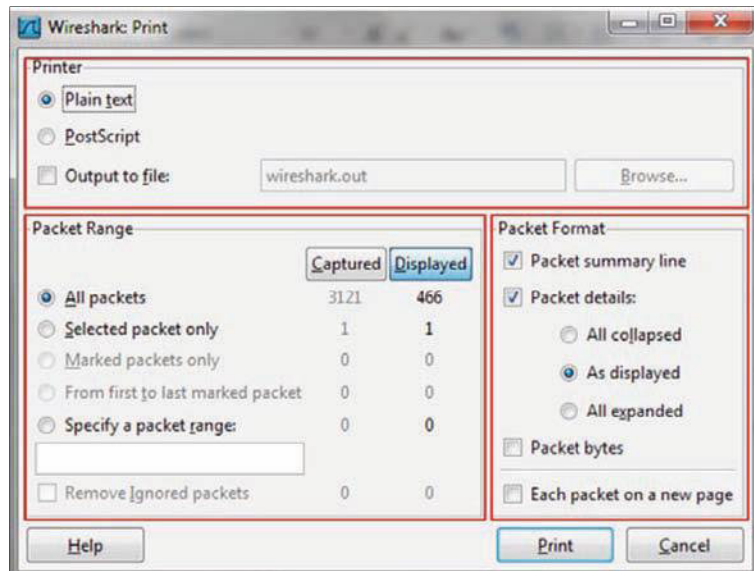 Wireshark: Print
Printer
Plain text
PostScript
Output to file: wireshark.out Browse...
Packet Range
Captured Displayed
All packets 3121 466
Selected packet only 1 1
Marked packets only 0 0
From first to last marked packet 0 0
Specify a packet range: 0 0
Remove Ignored packets 0 0
Packet Format
Packet summary line
Packet details:
All collapsed
As displayed
All expanded
Packet bytes
Each packet on a new page
Help Print Cancel